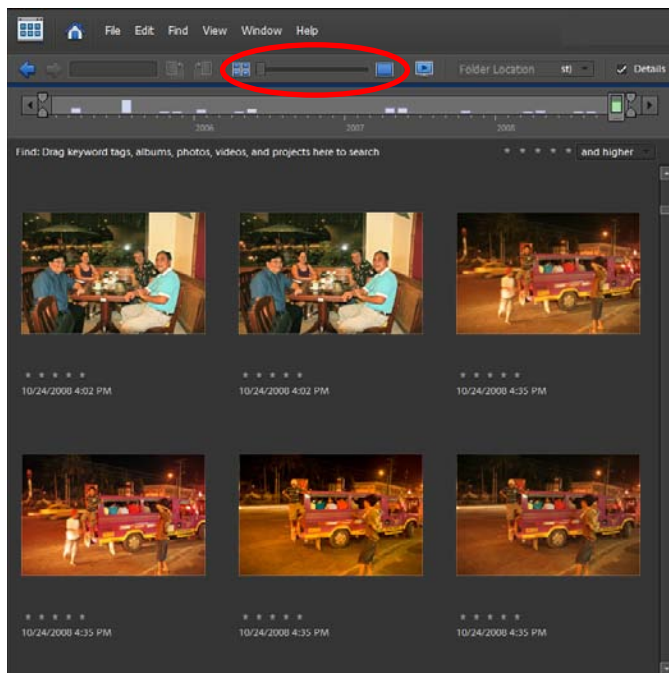 File Edit Find View Window Help
Folder Location st) Details
2006 2007 2008
Find: Drag keyword tags, albums, photos, videos, and projects here to search and higher
10/24/2008 4:02 PM 10/24/2008 4:02 PM 10/24/2008 4:35 PM
10/24/2008 4:35 PM 10/24/2008 4:35 PM 10/24/2008 4:35 PM